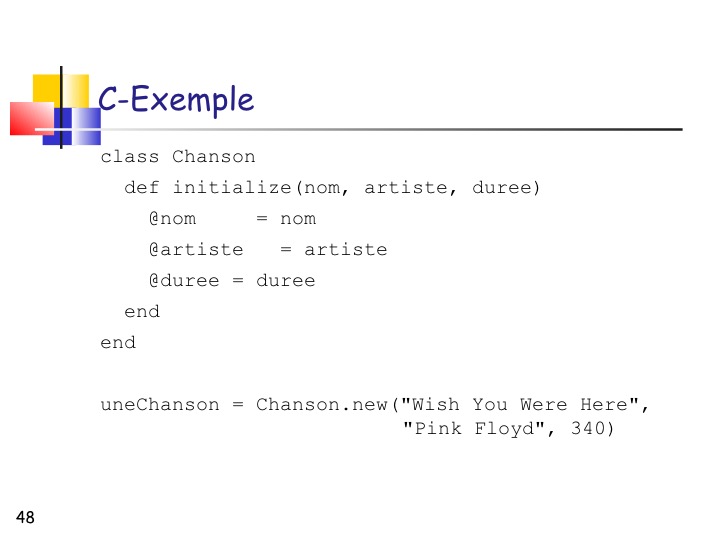 C-Exemple
class Chanson
  def initialize(nom, artiste, duree)
    @nom     = nom
    @artiste   = artiste
    @duree = duree
  end
end
uneChanson = Chanson.new("Wish You Were Here",
                         "Pink Floyd", 340)
48